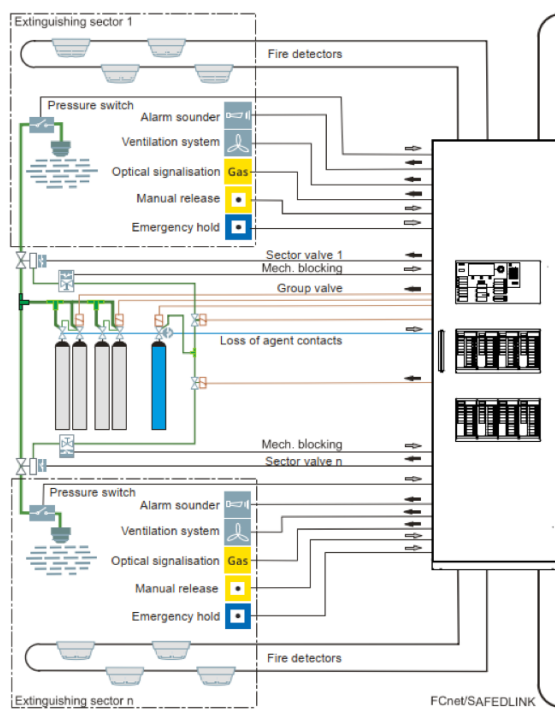 Extinguishing sector 1
Fire detectors
Pressure switch
Alarm sounder
Ventilation system
Optical signalisation
Gas
Manual release
Emergency hold
Sector valve 1
Mech. blocking
Group valve
Loss of agent contacts
Mech. blocking
Sector valve n
Pressure switch
Alarm sounder
Ventilation system
Optical signalisation
Gas
Manual release
Emergency hold
Fire detectors
Extinguishing sector n
FCnet/SAFEDLINK